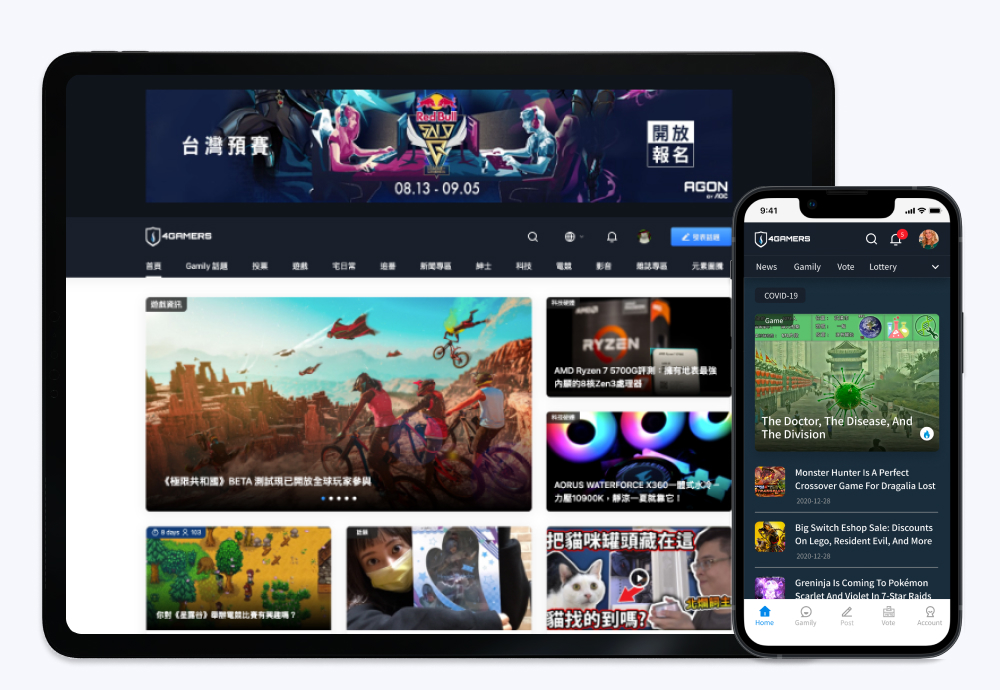 台灣預賽
Red Bull
SOLO Q
08.13 - 09.05
開放
報名
AGON
BY AOC
4GAMERS
發表話題
首頁
Gamily 話題
投票
遊戲
宅日常
追番
新聞專區
紳士
科技
電競
影音
雜誌專區
元素圖團
遊戲資訊
《極限共和國》BETA 測試現已開放全球玩家參與
科技硬體
AMD
RYZEN
AMD Ryzen 7 5700G評測：擁有地表最強
內顯的8核Zen3處理器
科技硬體
AORUS WATERFORCE X360一體式水冷－
力壓10900K，靜涼一夏就靠它！
8 days
103
你對《星露谷》舉辦電競比賽有興趣嗎？
把貓咪罐頭藏在這
北爛飼主
貓找的到嗎?
9:41
4GAMERS
5
News
Gamily
Vote
Lottery
COVID-19
Game
The Doctor, The Disease, And
The Division
Monster Hunter Is A Perfect
Crossover Game For Dragalia Lost
2020-12-28
Big Switch Eshop Sale: Discounts
On Lego, Resident Evil, And More
2020-12-28
Greninja Is Coming To Pokémon
Scarlet And Violet In 7-Star Raids
Home
Gamily
Post
Vote
Account